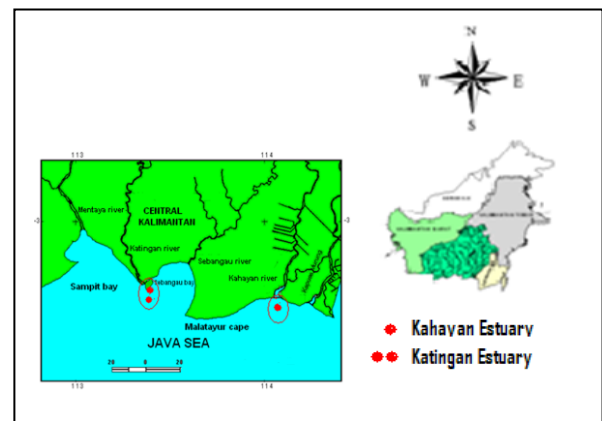 N
W E
S
113 114
Mentaya river
CENTRAL
KALIMANTAN
-3 -3
Katingan river
Sebangau river
Kahayan river
Sebangau bay
Sampit bay
Malatayur cape
JAVA SEA
20 0 20
113 114
Kahayan Estuary
Katingan Estuary